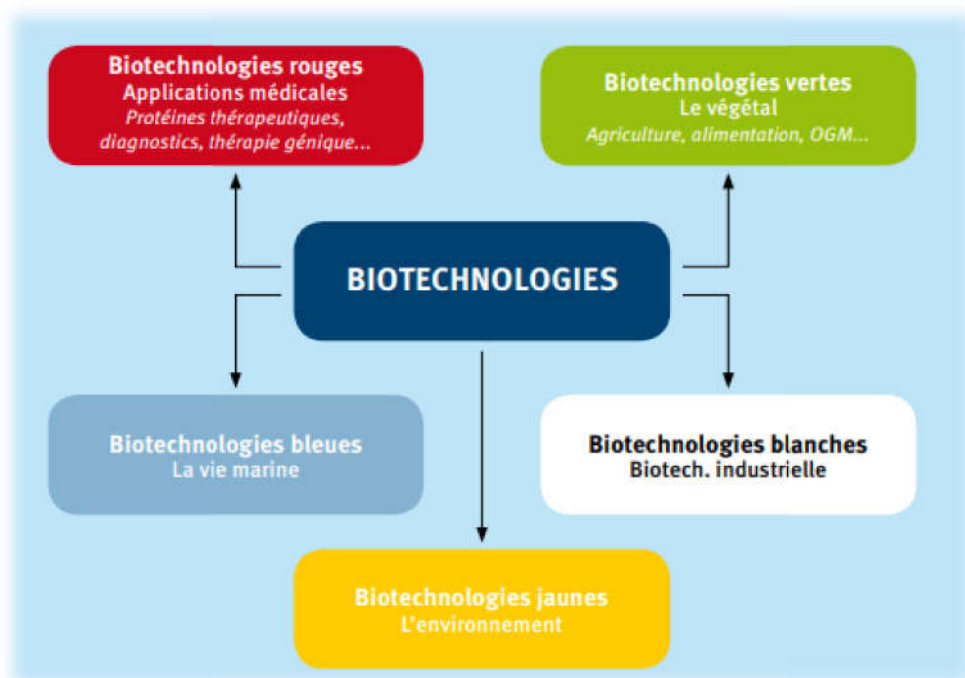 Biotechnologies rouges
Applications médicales
Protéines thérapeutiques,
diagnostics, thérapie génique...
Biotechnologies vertes
Le végétal
Agriculture, alimentation, OGM...
BIOTECHNOLOGIES
Biotechnologies bleues
La vie marine
Biotechnologies blanches
Biotech. industrielle
Biotechnologies jaunes
L'environnement